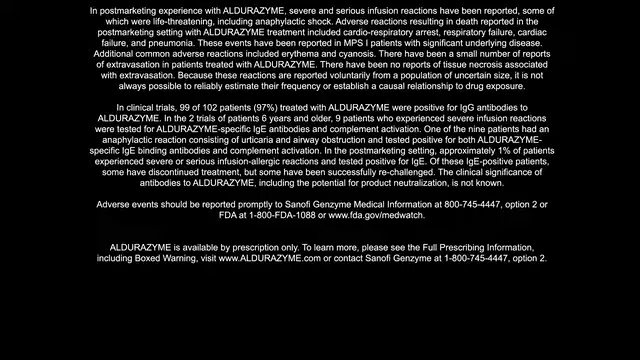 In postmarketing experience with ALDURAZYME, severe and serious infusion reactions have been reported, some of
which were life-threatening, including anaphylactic shock. Adverse reactions resulting in death reported in the
postmarketing setting with ALDURAZYME treatment included cardio-respiratory arrest, respiratory failure, cardiac
failure, and pneumonia. These events have been reported in MPS I patients with significant underlying disease.
Additional common adverse reactions included erythema and cyanosis. There have been a small number of reports
of extravasation in patients treated with ALDURAZYME. There have been no reports of tissue necrosis associated
with extravasation. Because these reactions are reported voluntarily from a population of uncertain size, it is not
always possible to reliably estimate their frequency or establish a causal relationship to drug exposure.
In clinical trials, 99 of 102 patients (97%) treated with ALDURAZYME were positive for IgG antibodies to
ALDURAZYME. In the 2 trials of patients 6 years and older, 9 patients who experienced severe infusion reactions
were tested for ALDURAZYME-specific IgE antibodies and complement activation. One of the nine patients had an
anaphylactic reaction consisting of urticaria and airway obstruction and tested positive for both ALDURAZYME-
specific IgE binding antibodies and complement activation. In the postmarketing setting, approximately 1% of patients
experienced severe or serious infusion-allergic reactions and tested positive for IgE. Of these IgE-positive patients,
some have discontinued treatment, but some have been successfully re-challenged. The clinical significance of
antibodies to ALDURAZYME, including the potential for product neutralization, is not known.
Adverse events should be reported promptly to Sanofi Genzyme Medical Information at 800-745-4447, option 2 or
FDA at 1-800-FDA-1088 or www.fda.gov/medwatch.
ALDURAZYME is available by prescription only. To learn more, please see the Full Prescribing Information,
including Boxed Warning, visit www.ALDURAZYME.com or contact Sanofi Genzyme at 1-800-745-4447, option 2.